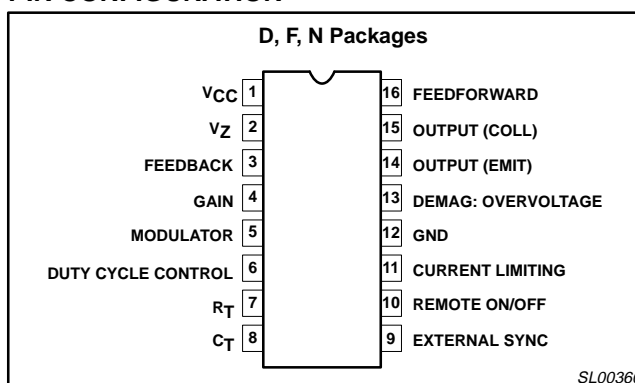 D, F, N Packages
VCC 1
VZ 2
FEEDBACK 3
GAIN 4
MODULATOR 5
DUTY CYCLE CONTROL 6
RT 7
CT 8
16 FEEDFORWARD
15 OUTPUT (COLL)
14 OUTPUT (EMIT)
13 DEMAG: OVERVOLTAGE
12 GND
11 CURRENT LIMITING
10 REMOTE ON/OFF
9 EXTERNAL SYNC